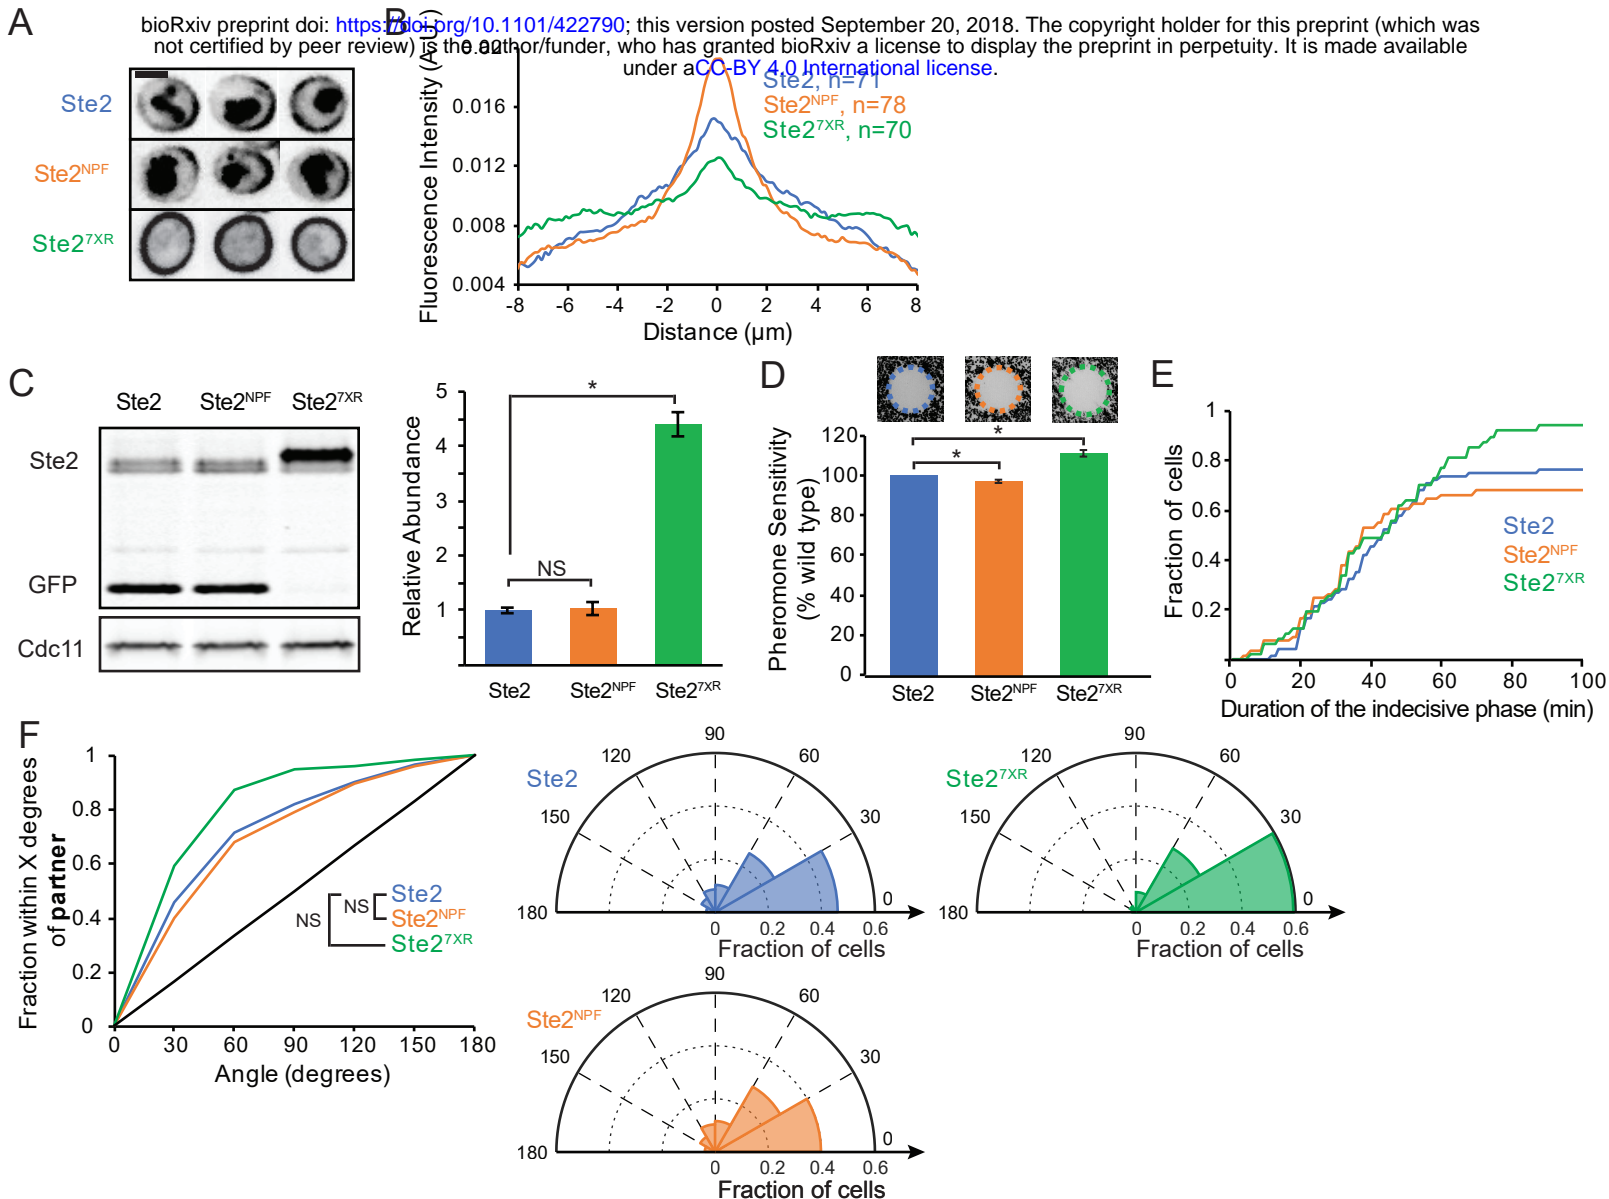 A
bioRxiv preprint doi: https://doi.org/10.1101/422790; this version posted September 20, 2018. The copyright holder for this preprint (which was
not certified by peer review) is the author/funder, who has granted bioRxiv a license to display the preprint in perpetuity. It is made available
under aCC-BY 4.0 International license.
Ste2
Ste2NPF
Ste27XR
B
Fluorescence Intensity (A.U.)
0.02
0.016
0.012
0.008
0.004
-8 -6 -4 -2 0 2 4 6 8
Distance (µm)
Ste2, n=71
Ste2NPF, n=78
Ste27XR, n=70
C
Ste2 Ste2NPF Ste27XR
Ste2
GFP
Cdc11
Relative Abundance
5
4
3
2
1
*
NS
Ste2 Ste2NPF Ste27XR
D
Pheromone Sensitivity
(% wild type)
120
100
80
60
40
20
0
*
*
Ste2 Ste2NPF Ste27XR
E
Fraction of cells
1
0.8
0.6
0.4
0.2
0 20 40 60 80 100
Duration of the indecisive phase (min)
Ste2
Ste2NPF
Ste27XR
F
Fraction within X degrees
of partner
1
0.8
0.6
0.4
0.2
0
0 30 60 90 120 150 180
Angle (degrees)
NS
NS
Ste2
Ste2NPF
Ste27XR
Ste2
90
120 60
150 30
180 0
0 0.2 0.4 0.6
Fraction of cells
Ste27XR
90
120 60
150 30
180 0
0 0.2 0.4 0.6
Fraction of cells
Ste2NPF
90
120 60
150 30
180 0
0 0.2 0.4 0.6
Fraction of cells